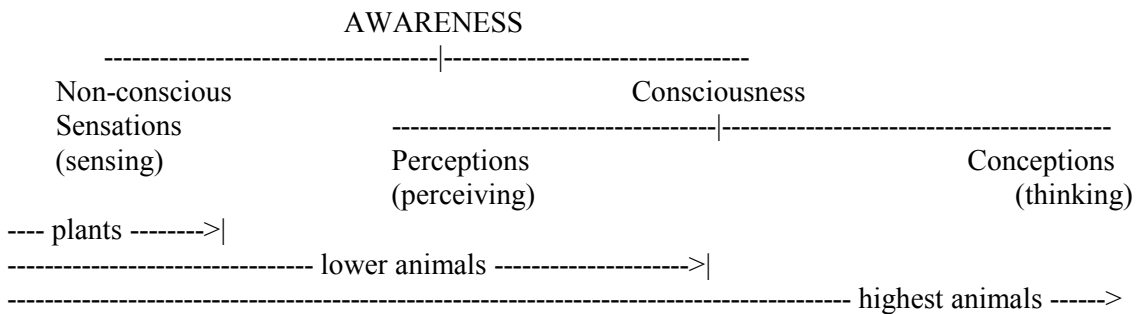 AWARENESS
------------------------------------|---------------------------------
Non-conscious Consciousness
Sensations -----------------------------------|------------------------------------------
(sensing) Perceptions Conceptions
(perceiving) (thinking)
---- plants -------->|
--------------------------------- lower animals --------------------->|
-------------------------------------------------------------------------------------------- highest animals ------>